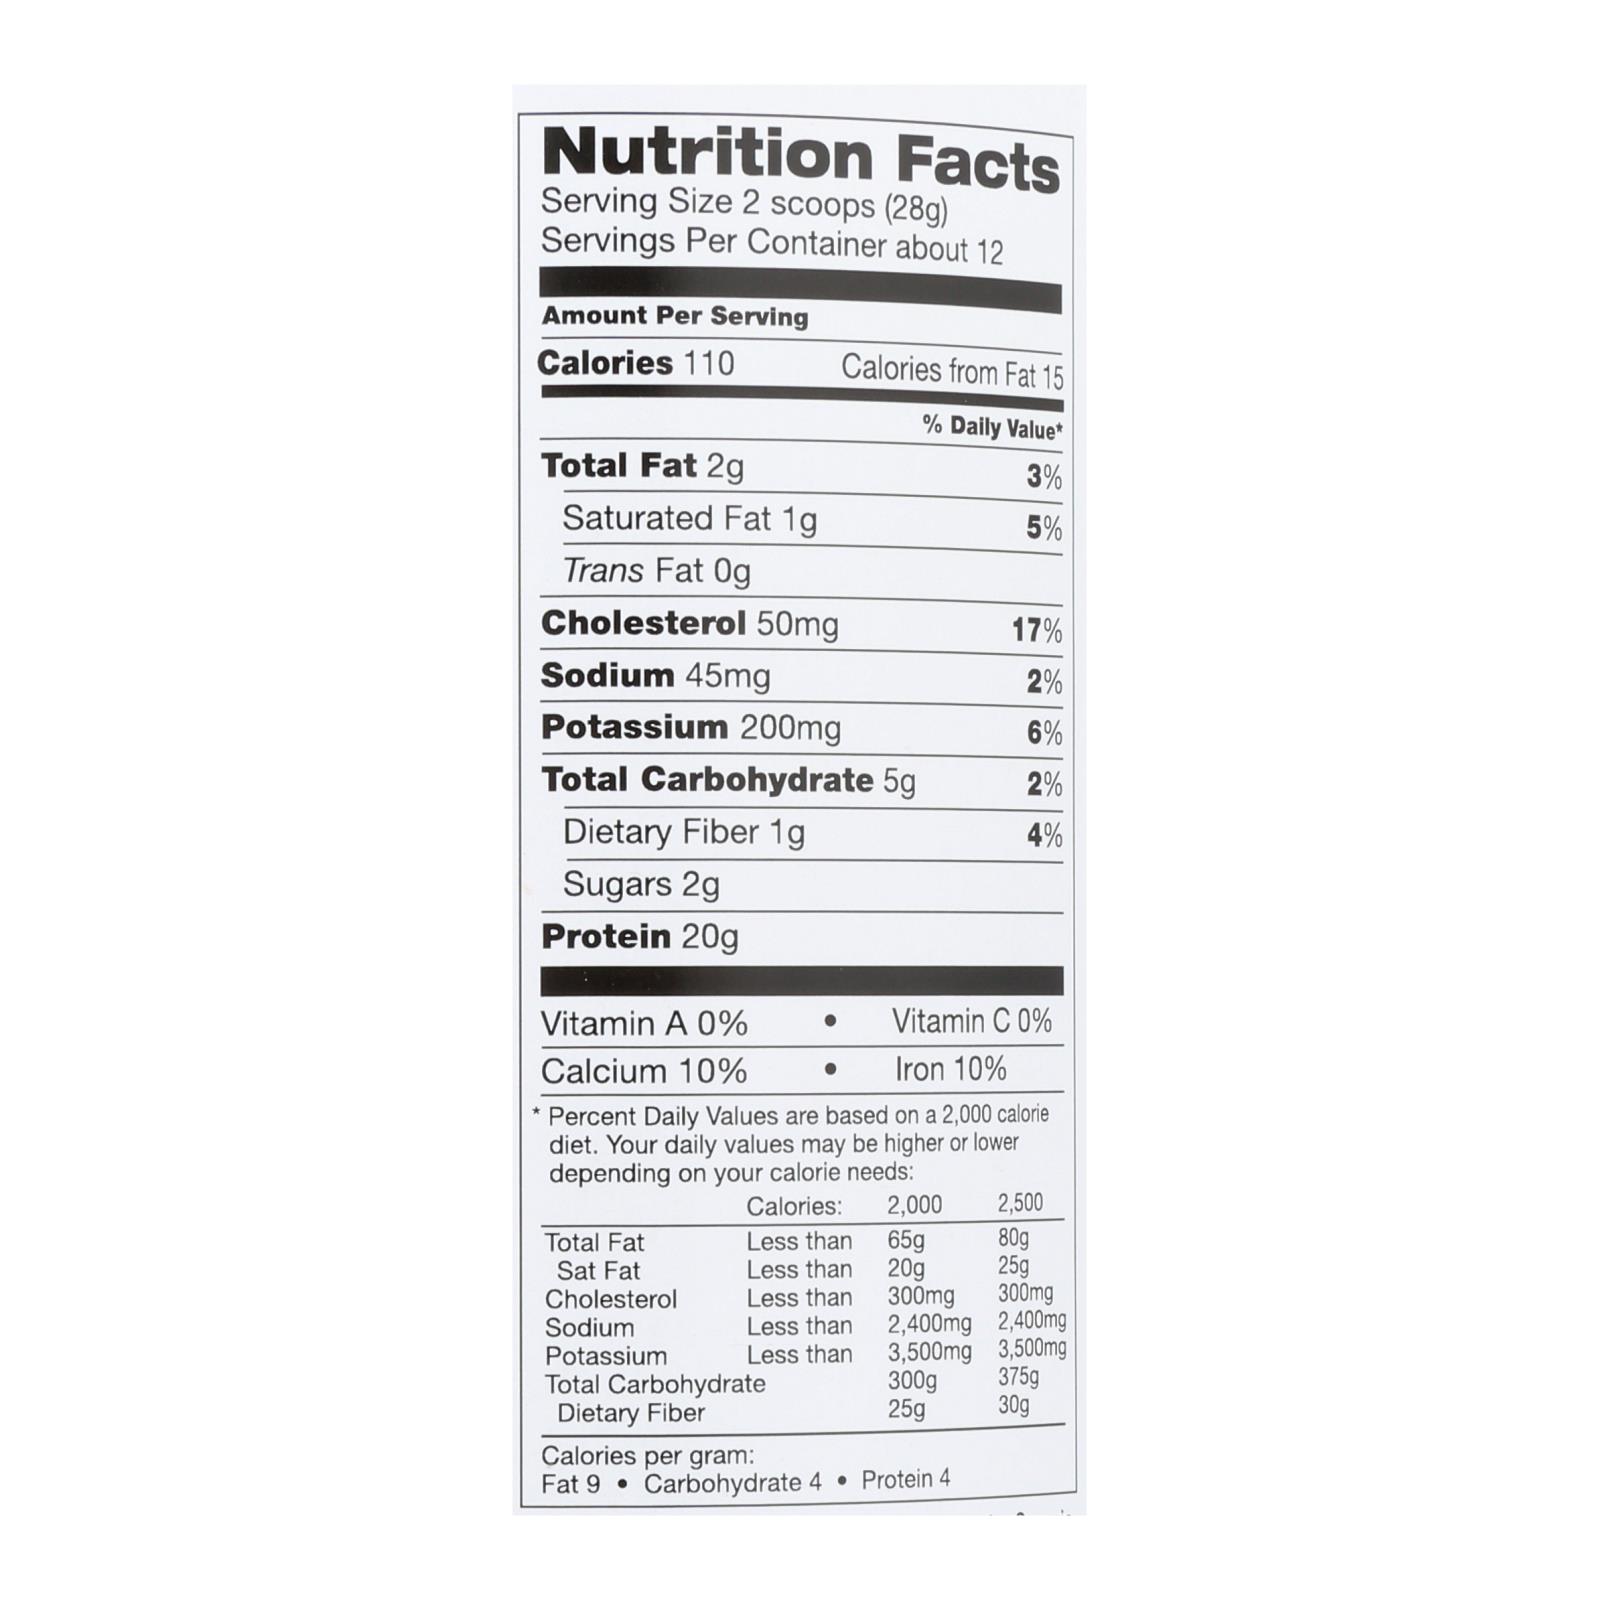 Nutrition Facts
Serving Size 2 scoops (28g)
Servings Per Container about 12
Amount Per Serving
Calories 110 Calories from Fat 15
% Daily Value*
Total Fat 2g 3%
Saturated Fat 1g 5%
Trans Fat 0g
Cholesterol 50mg 17%
Sodium 45mg 2%
Potassium 200mg 6%
Total Carbohydrate 5g 2%
Dietary Fiber 1g 4%
Sugars 2g
Protein 20g
Vitamin A 0% • Vitamin C 0%
Calcium 10% • Iron 10%
* Percent Daily Values are based on a 2,000 calorie
diet. Your daily values may be higher or lower
depending on your calorie needs:
Calories: 2,000 2,500
Total Fat Less than 65g 80g
Sat Fat Less than 20g 25g
Cholesterol Less than 300mg 300mg
Sodium Less than 2,400mg 2,400mg
Potassium Less than 3,500mg 3,500mg
Total Carbohydrate 300g 375g
Dietary Fiber 25g 30g
Calories per gram:
Fat 9 • Carbohydrate 4 • Protein 4